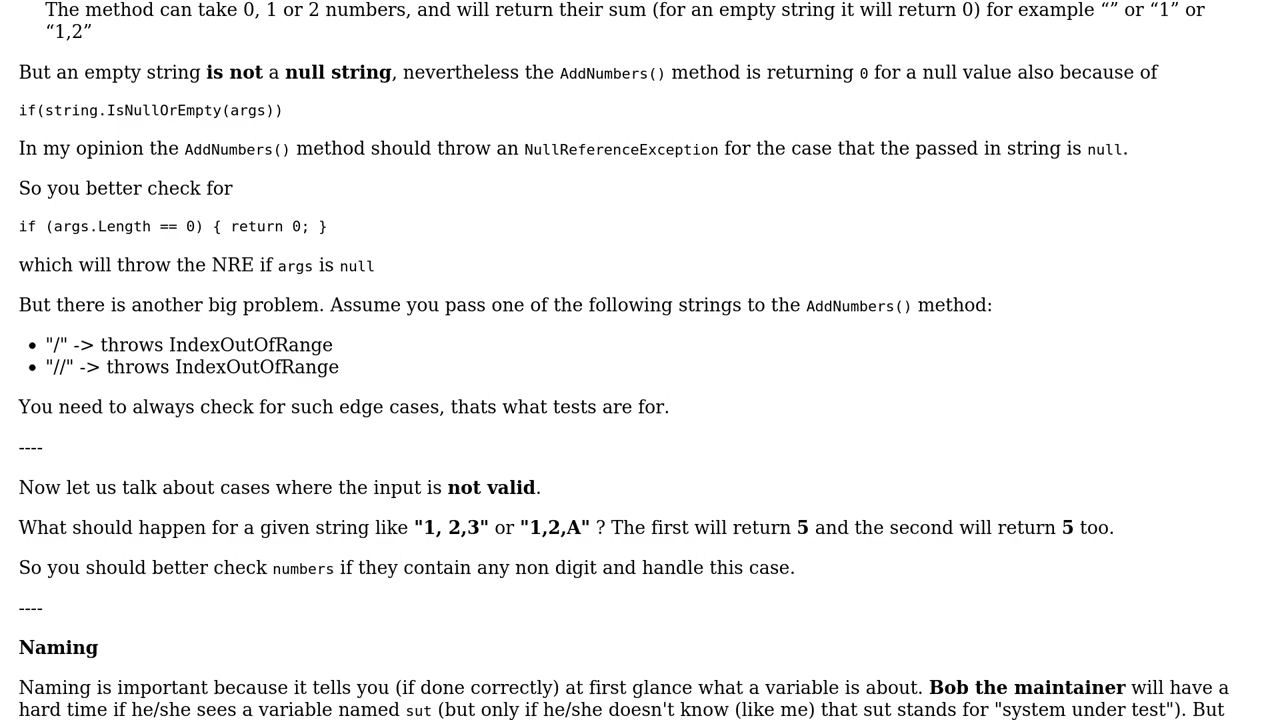 The method can take 0, 1 or 2 numbers, and will return their sum (for an empty string it will return 0) for example “” or “1” or
“1,2”
But an empty string is not a null string, nevertheless the AddNumbers() method is returning 0 for a null value also because of
if(string.IsNullOrEmpty(args))
In my opinion the AddNumbers() method should throw an NullReferenceException for the case that the passed in string is null.
So you better check for
if (args.Length == 0) { return 0; }
which will throw the NRE if args is null
But there is another big problem. Assume you pass one of the following strings to the AddNumbers() method:
• "/" -> throws IndexOutOfRange
• "//" -> throws IndexOutOfRange
You need to always check for such edge cases, thats what tests are for.
----
Now let us talk about cases where the input is not valid.
What should happen for a given string like "1, 2,3" or "1,2,A" ? The first will return 5 and the second will return 5 too.
So you should better check numbers if they contain any non digit and handle this case.
----
Naming
Naming is important because it tells you (if done correctly) at first glance what a variable is about. Bob the maintainer will have a
hard time if he/she sees a variable named sut (but only if he/she doesn't know (like me) that sut stands for "system under test"). But